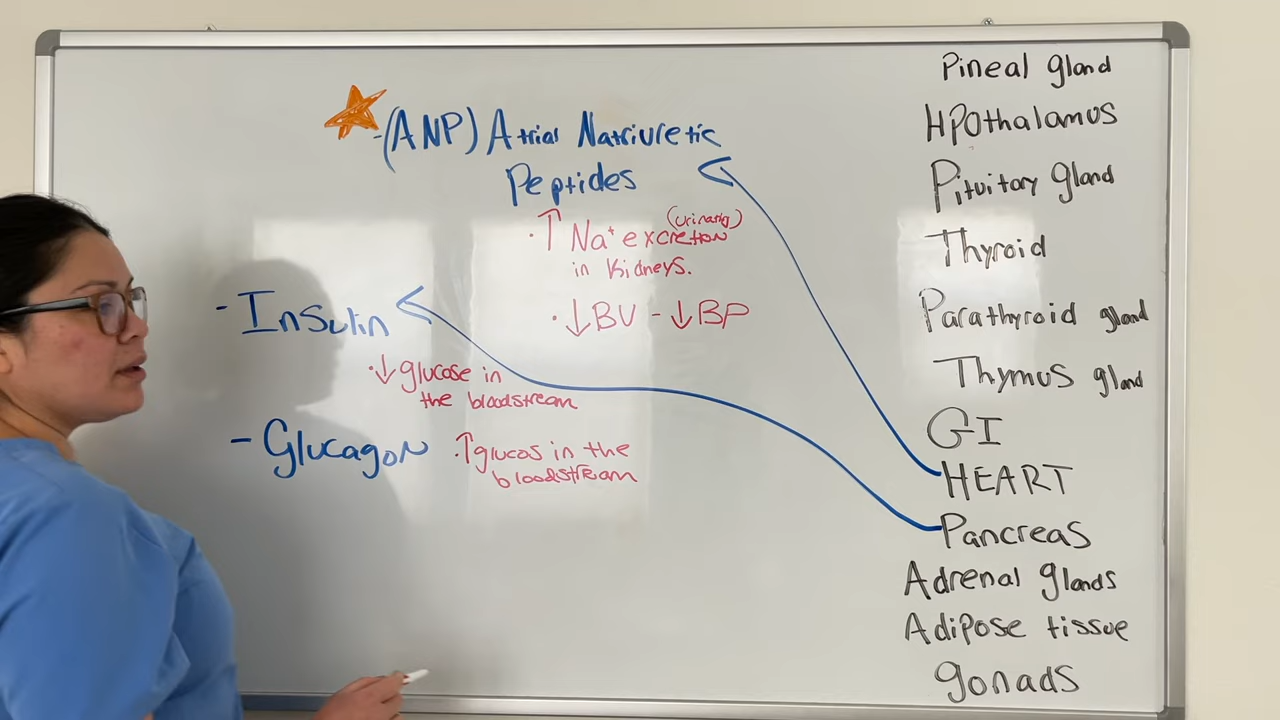 -(ANP) Atrial Natriuretic
Peptides
·↑ Na⁺ excretion
(urinary)
in Kidneys.
·↓BV - ↓BP
- Insulin
·↓glucose in
the bloodstream
- Glucagon
·↑glucos in the
bloodstream
Pineal gland
HPOthalamus
Pituitary gland
Thyroid
Parathyroid gland
Thymus gland
GI
HEART
Pancreas
Adrenal glands
Adipose tissue
gonads